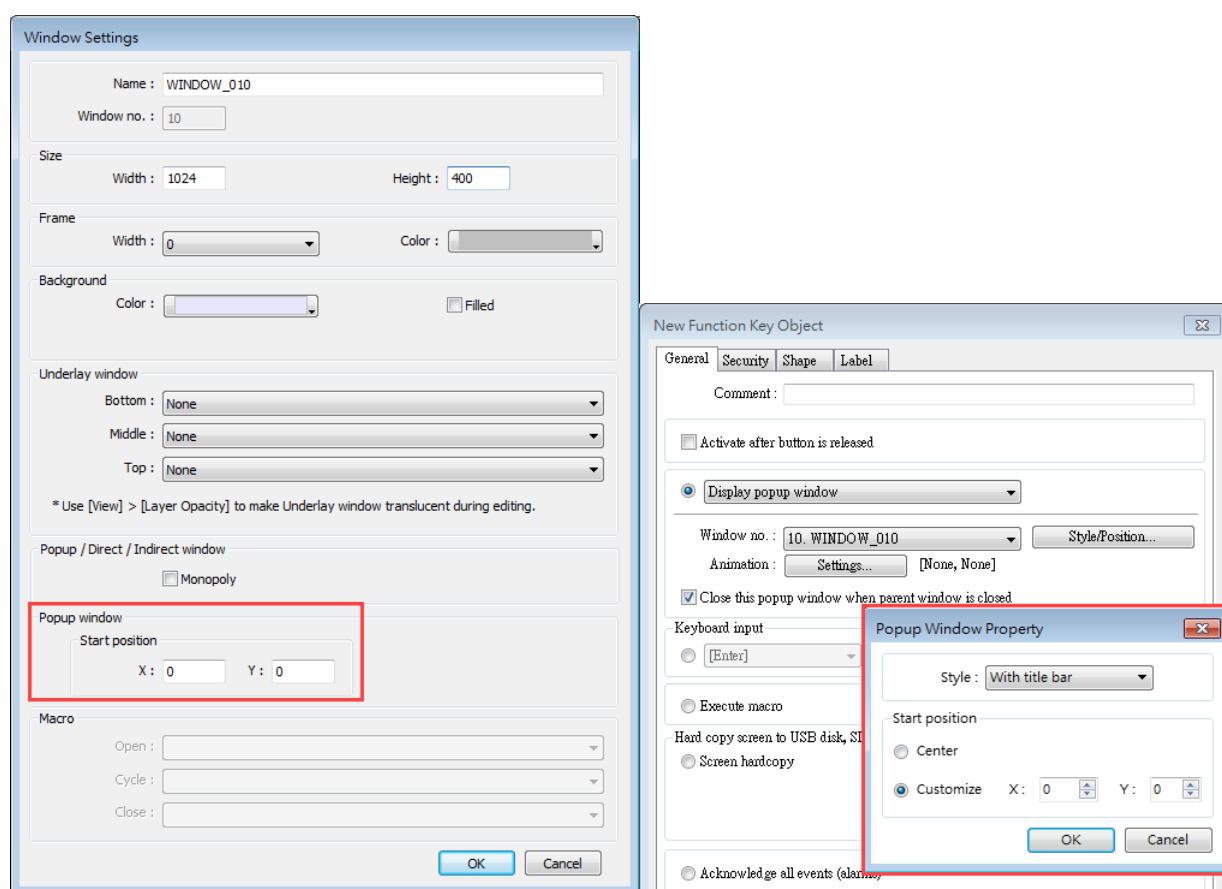 Window Settings
Name : WINDOW_010
Window no. : 10
Size
Width : 1024 Height : 400
Frame
Width : 0 Color :
Background
Color : Filled
Underlay window
Bottom : None
Middle : None
Top : None
* Use [View] > [Layer Opacity] to make Underlay window translucent during editing.
Popup / Direct / Indirect window
Monopoly
Popup window
Start position
X : 0 Y : 0
Macro
Open :
Cycle :
Close :
OK Cancel
New Function Key Object
General Security Shape Label
Comment :
Activate after button is released
Display popup window
Window no. : 10. WINDOW_010 Style/Position...
Animation : Settings... [None, None]
Close this popup window when parent window is closed
Keyboard input
[Enter]
Execute macro
Hard copy screen to USB disk,
Screen hardcopy
Acknowledge all events (alarms)
Popup Window Property
Style : With title bar
Start position
Center
Customize X : 0 Y : 0
OK Cancel